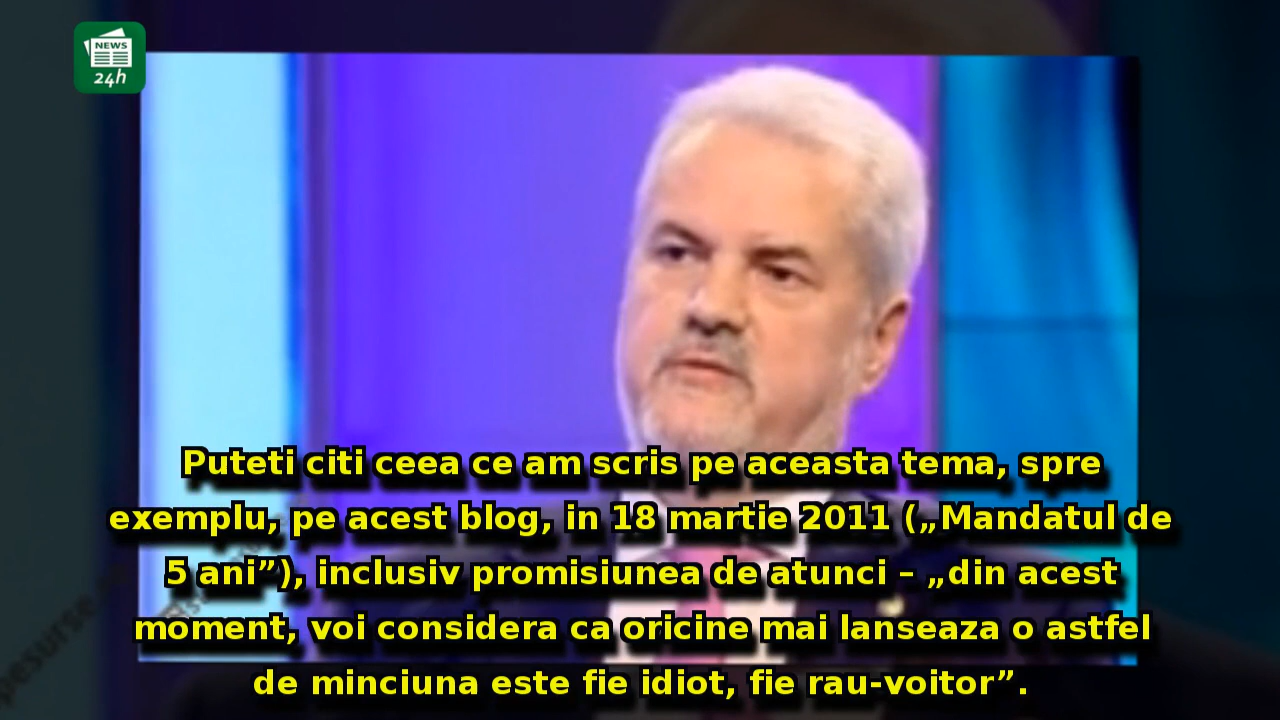 NEWS
24h
Puteti citi ceea ce am scris pe aceasta tema, spre
exemplu, pe acest blog, in 18 martie 2011 („Mandatul de
5 ani”), inclusiv promisiunea de atunci – „din acest
moment, voi considera ca oricine mai lanseaza o astfel
de minciuna este fie idiot, fie rau-voitor”.